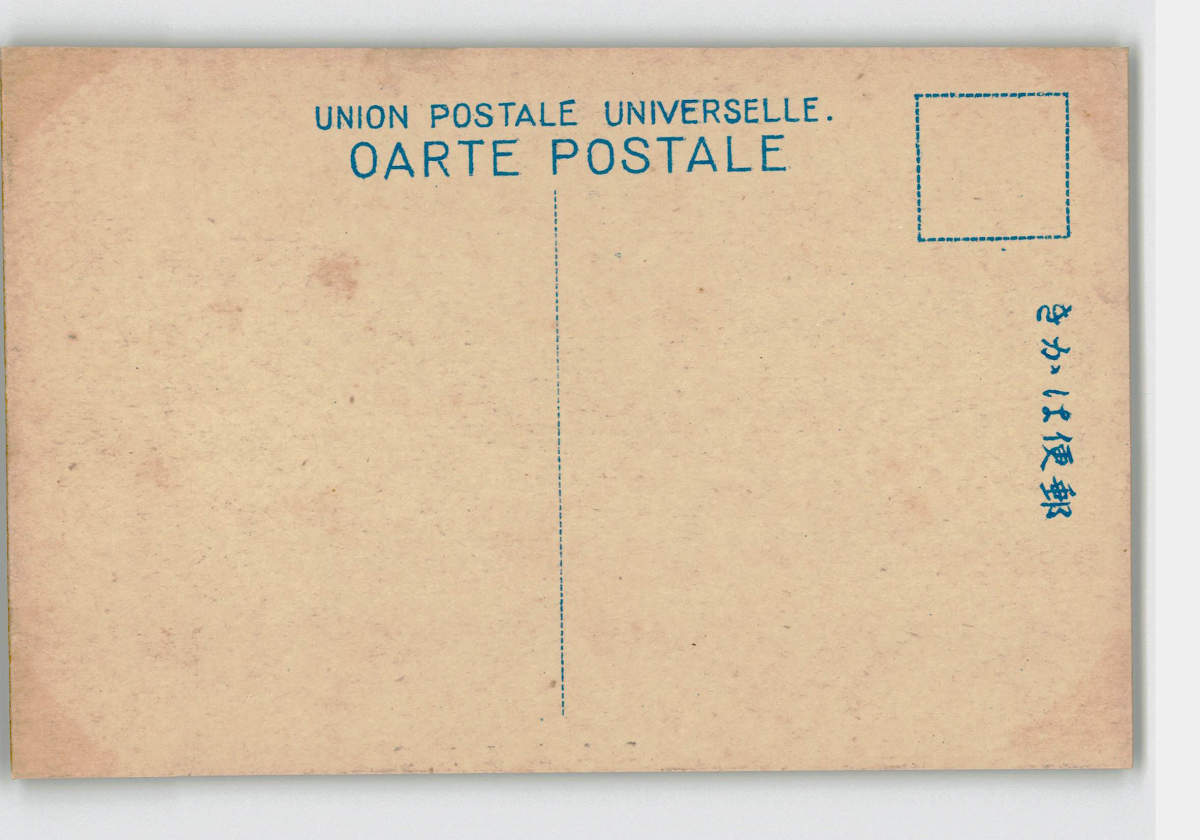 UNION POSTALE UNIVERSELLE.
OARTE POSTALE
きかは便郵